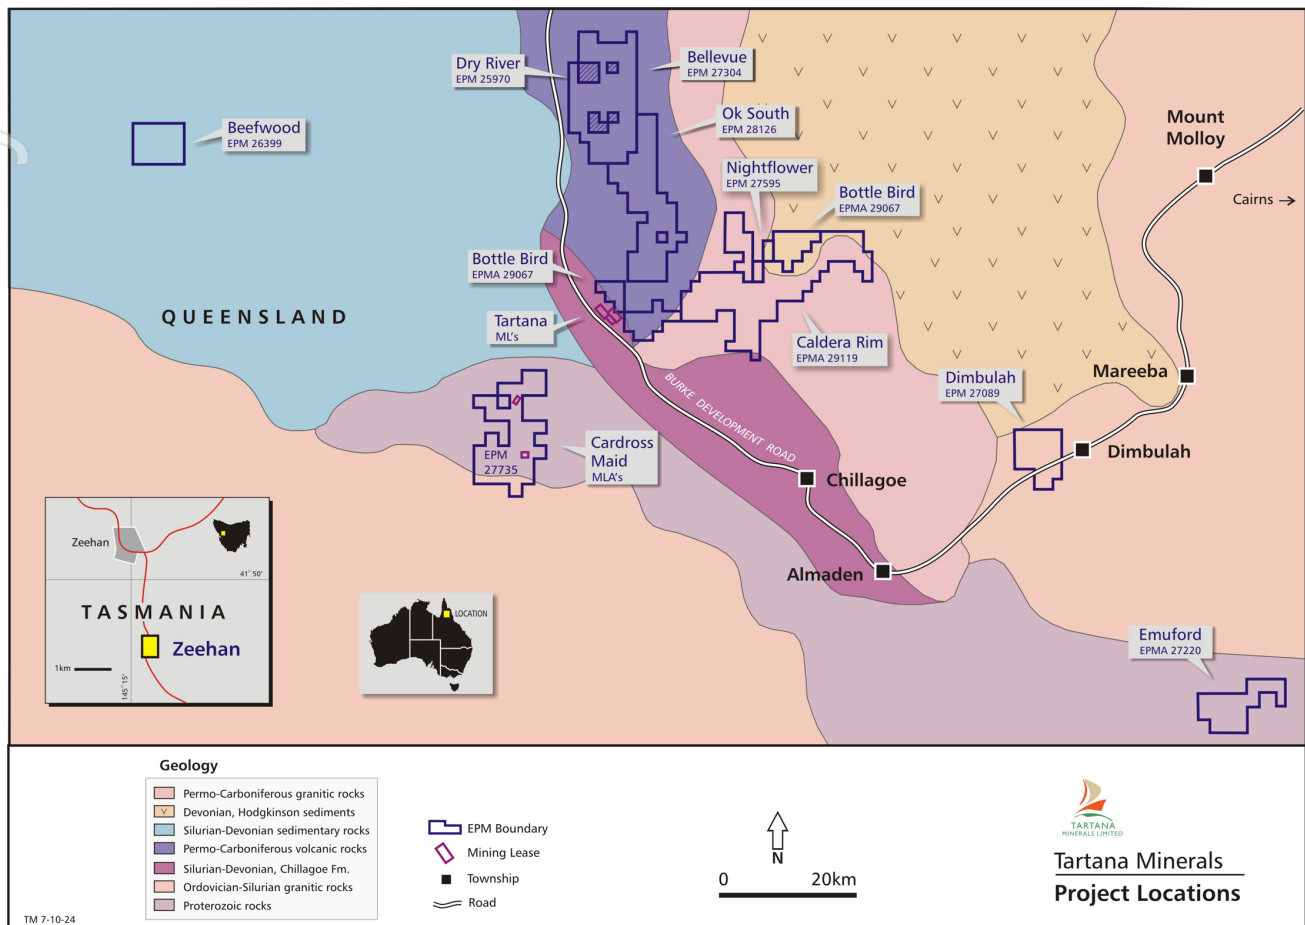 Dry River
EPM 25970
Bellevue
EPM 27304
Beefwood
EPM 26399
Ok South
EPM 28126
Mount
Molloy
Nightflower
EPM 27595
Bottle Bird
EPMA 29067
Cairns →
Bottle Bird
EPMA 29067
QUEENSLAND
Tartana
ML's
Caldera Rim
EPMA 29119
Mareeba
Dimbulah
EPM 27089
BURKE DEVELOPMENT ROAD
EPM
27735
Cardross
Maid
MLA's
Dimbulah
Chillagoe
Almaden
Zeehan
41° 50'
TASMANIA
Zeehan
1km
145° 15'
LOCATION
Emuford
EPMA 27220
Geology
Permo-Carboniferous granitic rocks
Devonian, Hodgkinson sediments
Silurian-Devonian sedimentary rocks
Permo-Carboniferous volcanic rocks
Silurian-Devonian, Chillagoe Fm.
Ordovician-Silurian granitic rocks
Proterozoic rocks
EPM Boundary
Mining Lease
Township
Road
N
0 20km
TARTANA
MINERALS LIMITED
Tartana Minerals
Project Locations
TM 7-10-24